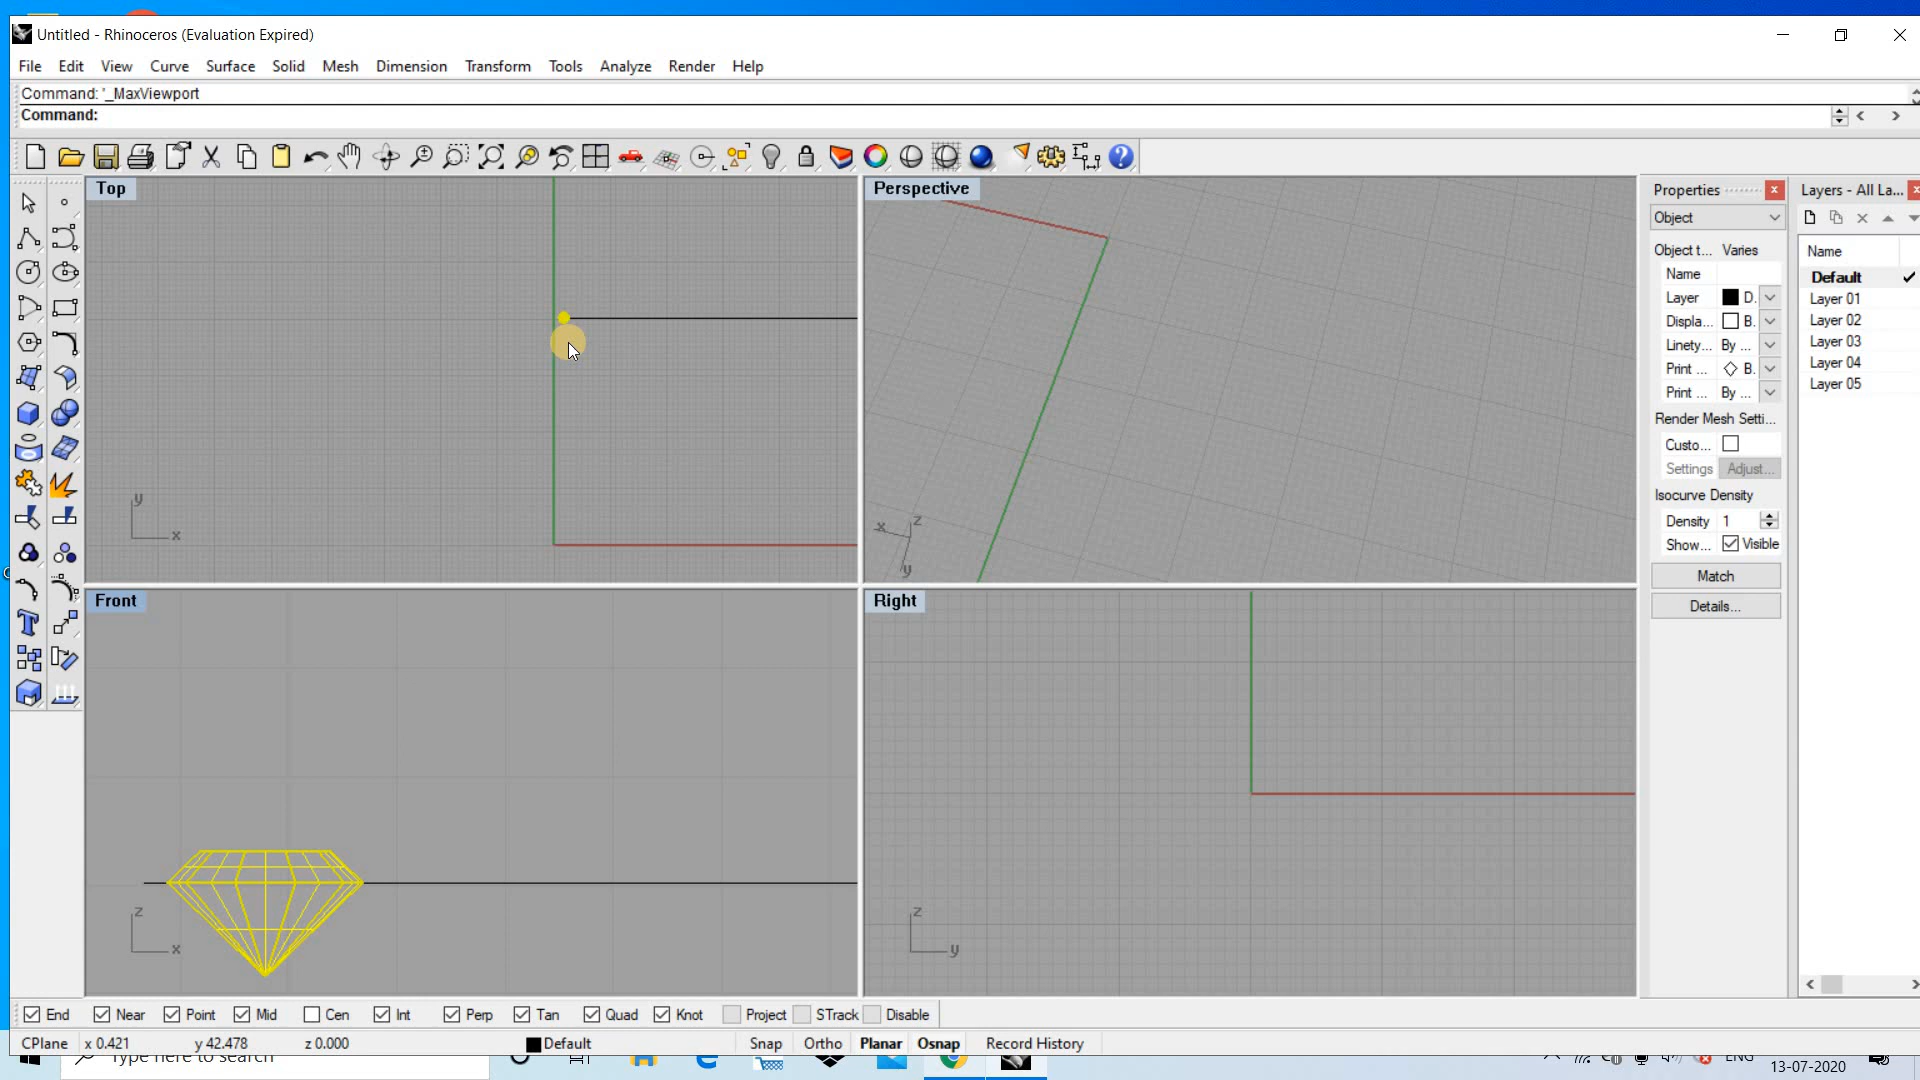 Untitled - Rhinoceros (Evaluation Expired)
File Edit View Curve Surface Solid Mesh Dimension Transform Tools Analyze Render Help
Command: '_MaxViewport
Command:
Top
Perspective
y
x
x
z
y
Front
Right
z
x
z
y
Properties
Object
Object t... Varies
Name
Layer D.
Displa... B.
Linety... By ...
Print ... B.
Print ... By ...
Render Mesh Setti...
Custo...
Settings Adjust...
Isocurve Density
Density 1
Show... Visible
Match
Details...
Layers - All La...
Name
Default
Layer 01
Layer 02
Layer 03
Layer 04
Layer 05
End Near Point Mid Cen Int Perp Tan Quad Knot Project STrack Disable
CPlane x 0.421 y 42.478 z 0.000 Default Snap Ortho Planar Osnap Record History
Type here to search
ENG
13-07-2020